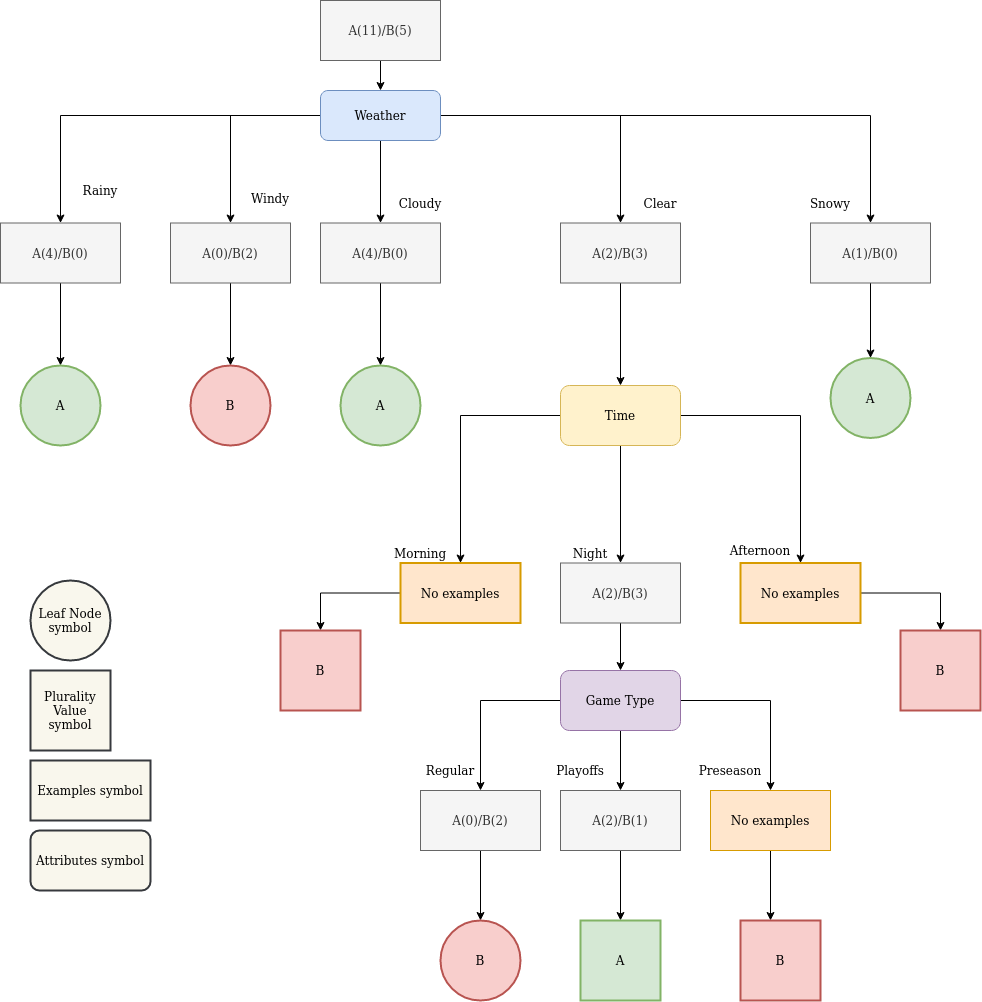 A(11)/B(5)
Weather
Rainy
Windy
Cloudy
Clear
Snowy
A(4)/B(0)
A(0)/B(2)
A(4)/B(0)
A(2)/B(3)
A(1)/B(0)
A
B
A
A
Time
Morning
Night
Afternoon
No examples
A(2)/B(3)
No examples
B
B
Game Type
Regular
Playoffs
Preseason
A(0)/B(2)
A(2)/B(1)
No examples
B
A
B
Leaf Node
symbol
Plurality
Value
symbol
Examples symbol
Attributes symbol